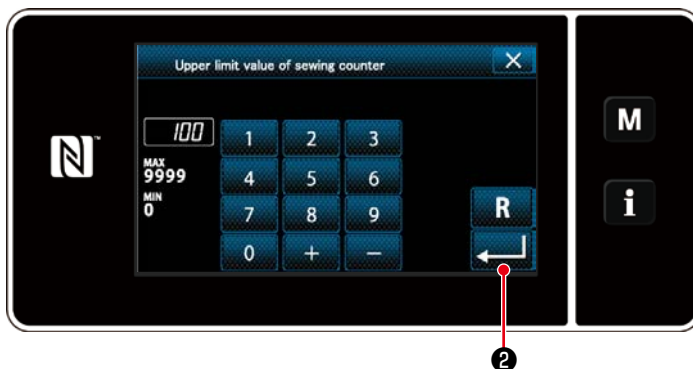 Upper limit value of sewing counter
100
MAX
9999
MIN
0
1 2 3
4 5 6
7 8 9
0 + −
R
M
i
N
❷